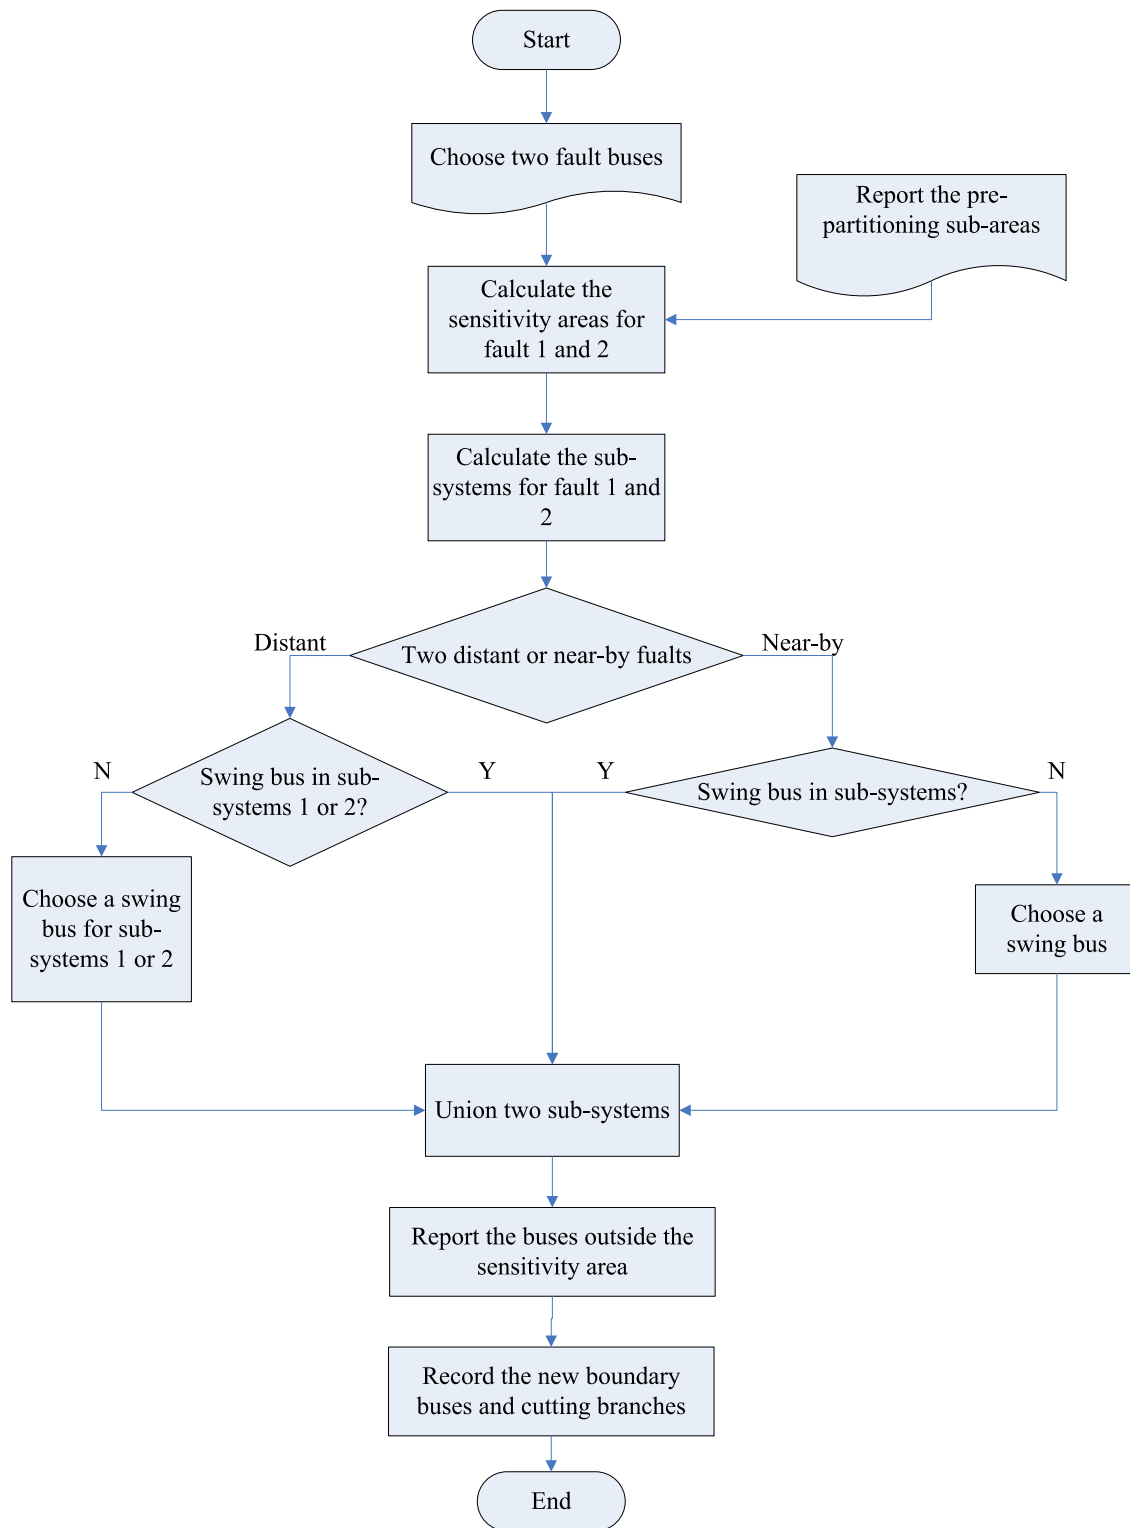 Start
Choose two fault buses
Report the pre-
partitioning sub-areas
Calculate the
sensitivity areas for
fault 1 and 2
Calculate the sub-
systems for fault 1 and
2
Distant
Two distant or near-by fualts
Near-by
N
Swing bus in sub-
systems 1 or 2?
Y
Y
Swing bus in sub-systems?
N
Choose a swing
bus for sub-
systems 1 or 2
Choose a
swing bus
Union two sub-systems
Report the buses outside the
sensitivity area
Record the new boundary
buses and cutting branches
End